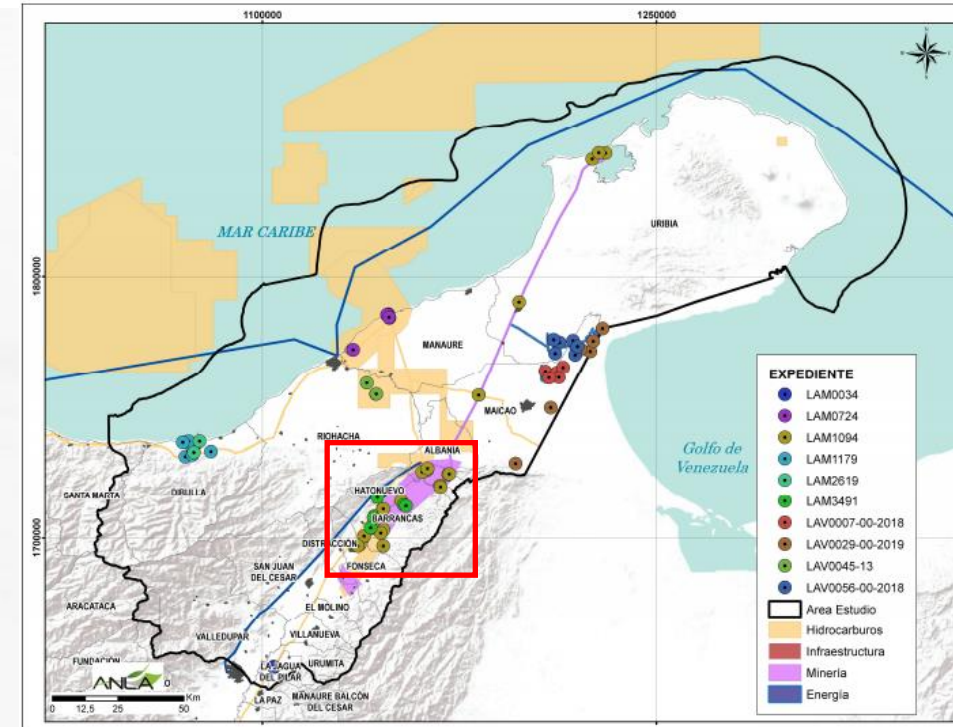 1100000
1250000
MAR CARIBE
URIBIA
1800000
MANAURE
MAICAO
RIOHACHA
ALBANIA
Golfo de
Venezuela
SANTA MARTA
DIBULLA
HATONUEVO
BARRANCAS
1700000
DISTRACCIÓN
FONSECA
SAN JUAN
DEL CESAR
ARACATACA
EL MOLINO
VALLEDUPAR
VILLANUEVA
FUNDACIÓN
LA JAGUA
DEL PILAR
URUMITA
LA PAZ
MANAURE BALCÓN
DEL CESAR
ANLA
Km
0 12,5 25 50
EXPEDIENTE
LAM0034
LAM0724
LAM1094
LAM1179
LAM2619
LAM3491
LAV0007-00-2018
LAV0029-00-2019
LAV0045-13
LAV0056-00-2018
Area Estudio
Hidrocarburos
Infraestructura
Minería
Energía